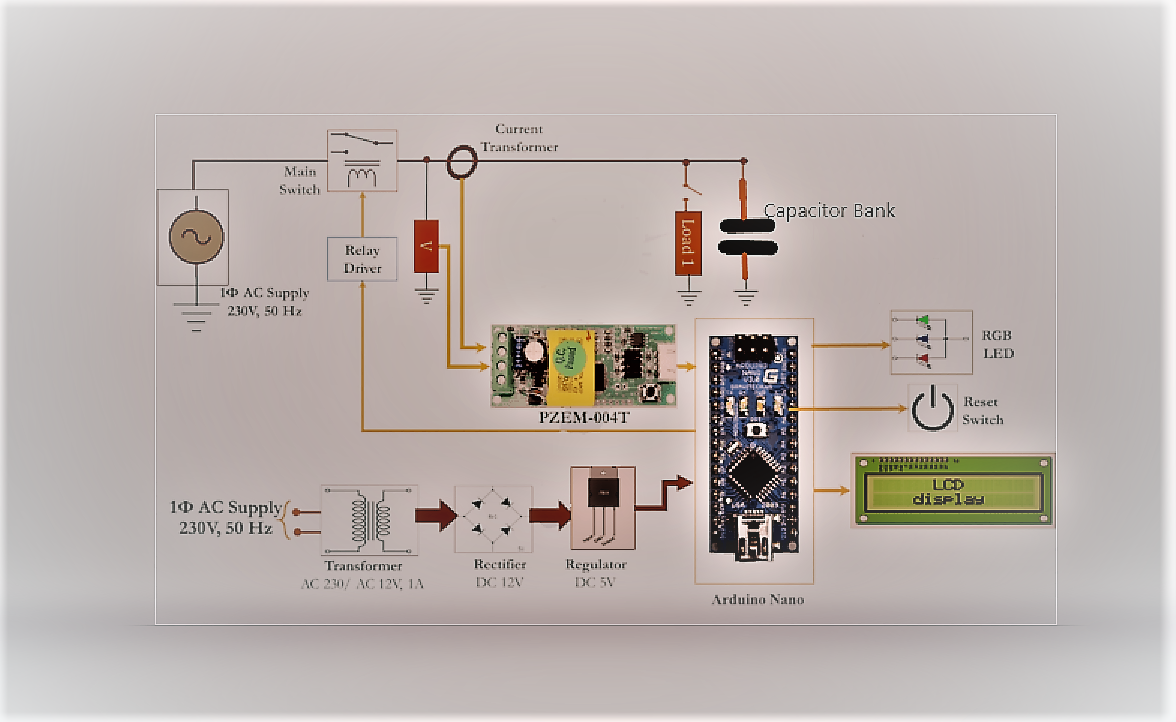 Current
Transformer
Main
Switch
Capacitor Bank
V
Load 1
Relay
Driver
1Φ AC Supply
230V, 50 Hz
RGB
LED
PZEM-004T
Reset
Switch
LCD
display
1Φ AC Supply
230V, 50 Hz
USA
Transformer
AC 230/ AC 12V, 1A
Rectifier
DC 12V
Regulator
DC 5V
Arduino Nano